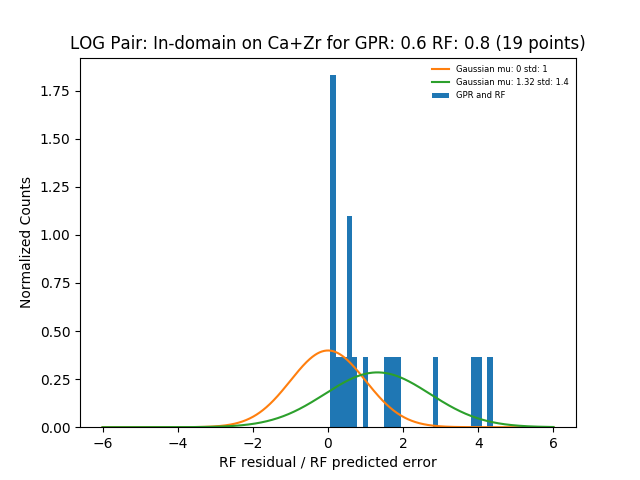 LOG Pair: In-domain on Ca+Zr for GPR: 0.6 RF: 0.8 (19 points)
Gaussian mu: 0 std: 1
Gaussian mu: 1.32 std: 1.4
GPR and RF
Normalized Counts
1.75
1.50
1.25
1.00
0.75
0.50
0.25
0.00
−6
−4
−2
0
2
4
6
RF residual / RF predicted error